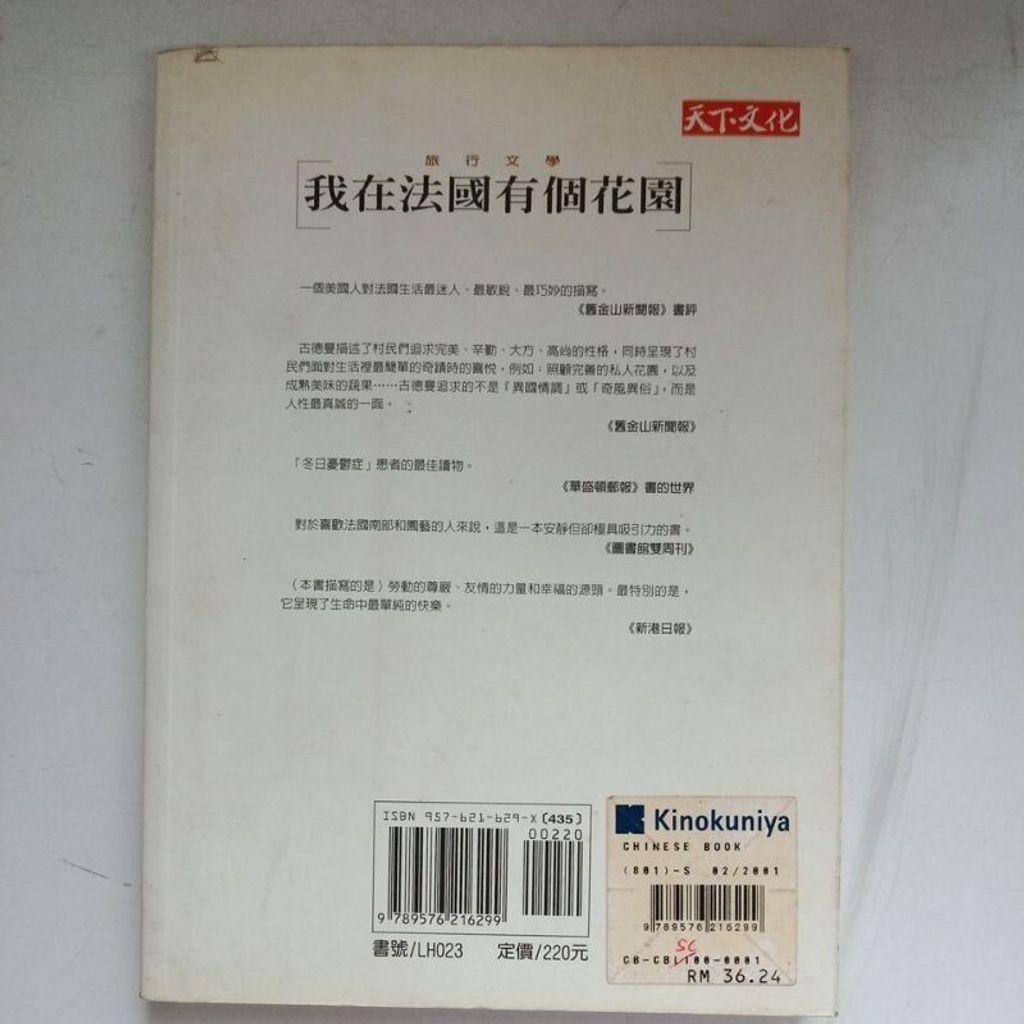 天下文化
旅行文學
我在法國有個花園
一個美國人對法國生活最迷人、最敏銳、最巧妙的描寫。
《舊金山新聞報》書評
古德曼描述了村民們追求完美、辛勤、大方、高尚的性格,同時呈現了村
民們面對生活裡最簡單的奇蹟時的喜悅,例如:照顧完善的私人花園,以及
成熟美味的蔬果……古德曼追求的不是「異國情調」或「奇風異俗」,而是
人性最真誠的一面。
《舊金山新聞報》
「冬日憂鬱症」患者的最佳讀物。
《華盛頓郵報》書的世界
對於喜歡法國南部和園藝的人來說,這是一本安靜但卻極具吸引力的書。
《圖書館雙周刊》
(本書描寫的是)勞動的尊嚴、友情的力量和幸福的源頭。最特別的是,
它呈現了生命中最單純的快樂。
《新港日報》
ISBN 957-621-629-X (435)
00220
9 789576 216299
書號/LH023 定價/220元
Kinokuniya
CHINESE BOOK
(801)-S 02/2001
9 789576 216299
SC
CB-CBL100-0001
RM 36.24